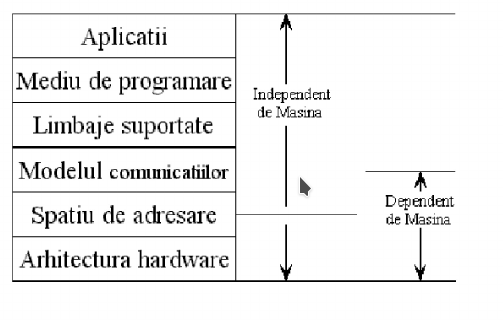 Aplicatii
Mediu de programare
Limbaje suportate
Modelul comunicatiilor
Spatiu de adresare
Arhitectura hardware
Independent
de Masina
Dependent
de Masina